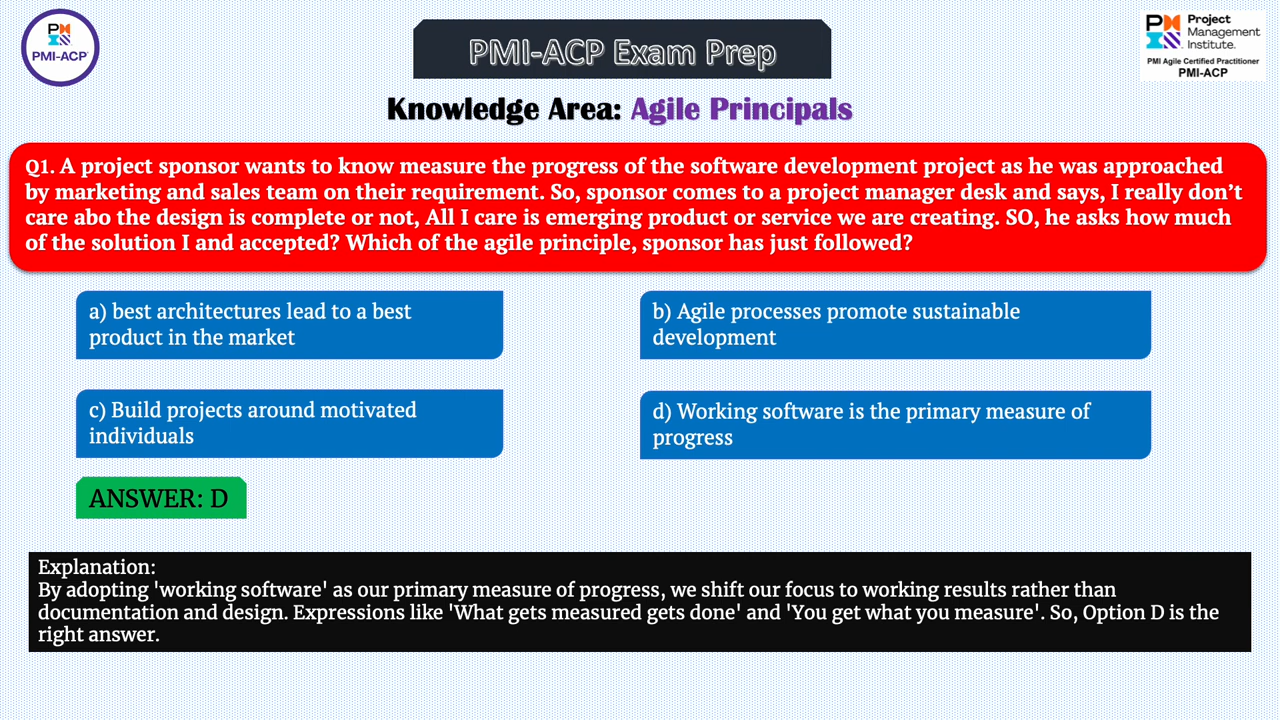 PMI-ACP
PMI-ACP Exam Prep
Project
Management
Institute.
PMI Agile Certified Practitioner
PMI-ACP
Knowledge Area: Agile Principals
Q1. A project sponsor wants to know measure the progress of the software development project as he was approached
by marketing and sales team on their requirement. So, sponsor comes to a project manager desk and says, I really don't
care abo the design is complete or not, All I care is emerging product or service we are creating. SO, he asks how much
of the solution I and accepted? Which of the agile principle, sponsor has just followed?
a) best architectures lead to a best
product in the market
b) Agile processes promote sustainable
development
c) Build projects around motivated
individuals
d) Working software is the primary measure of
progress
ANSWER: D
Explanation:
By adopting 'working software' as our primary measure of progress, we shift our focus to working results rather than
documentation and design. Expressions like 'What gets measured gets done' and 'You get what you measure'. So, Option D is the
right answer.